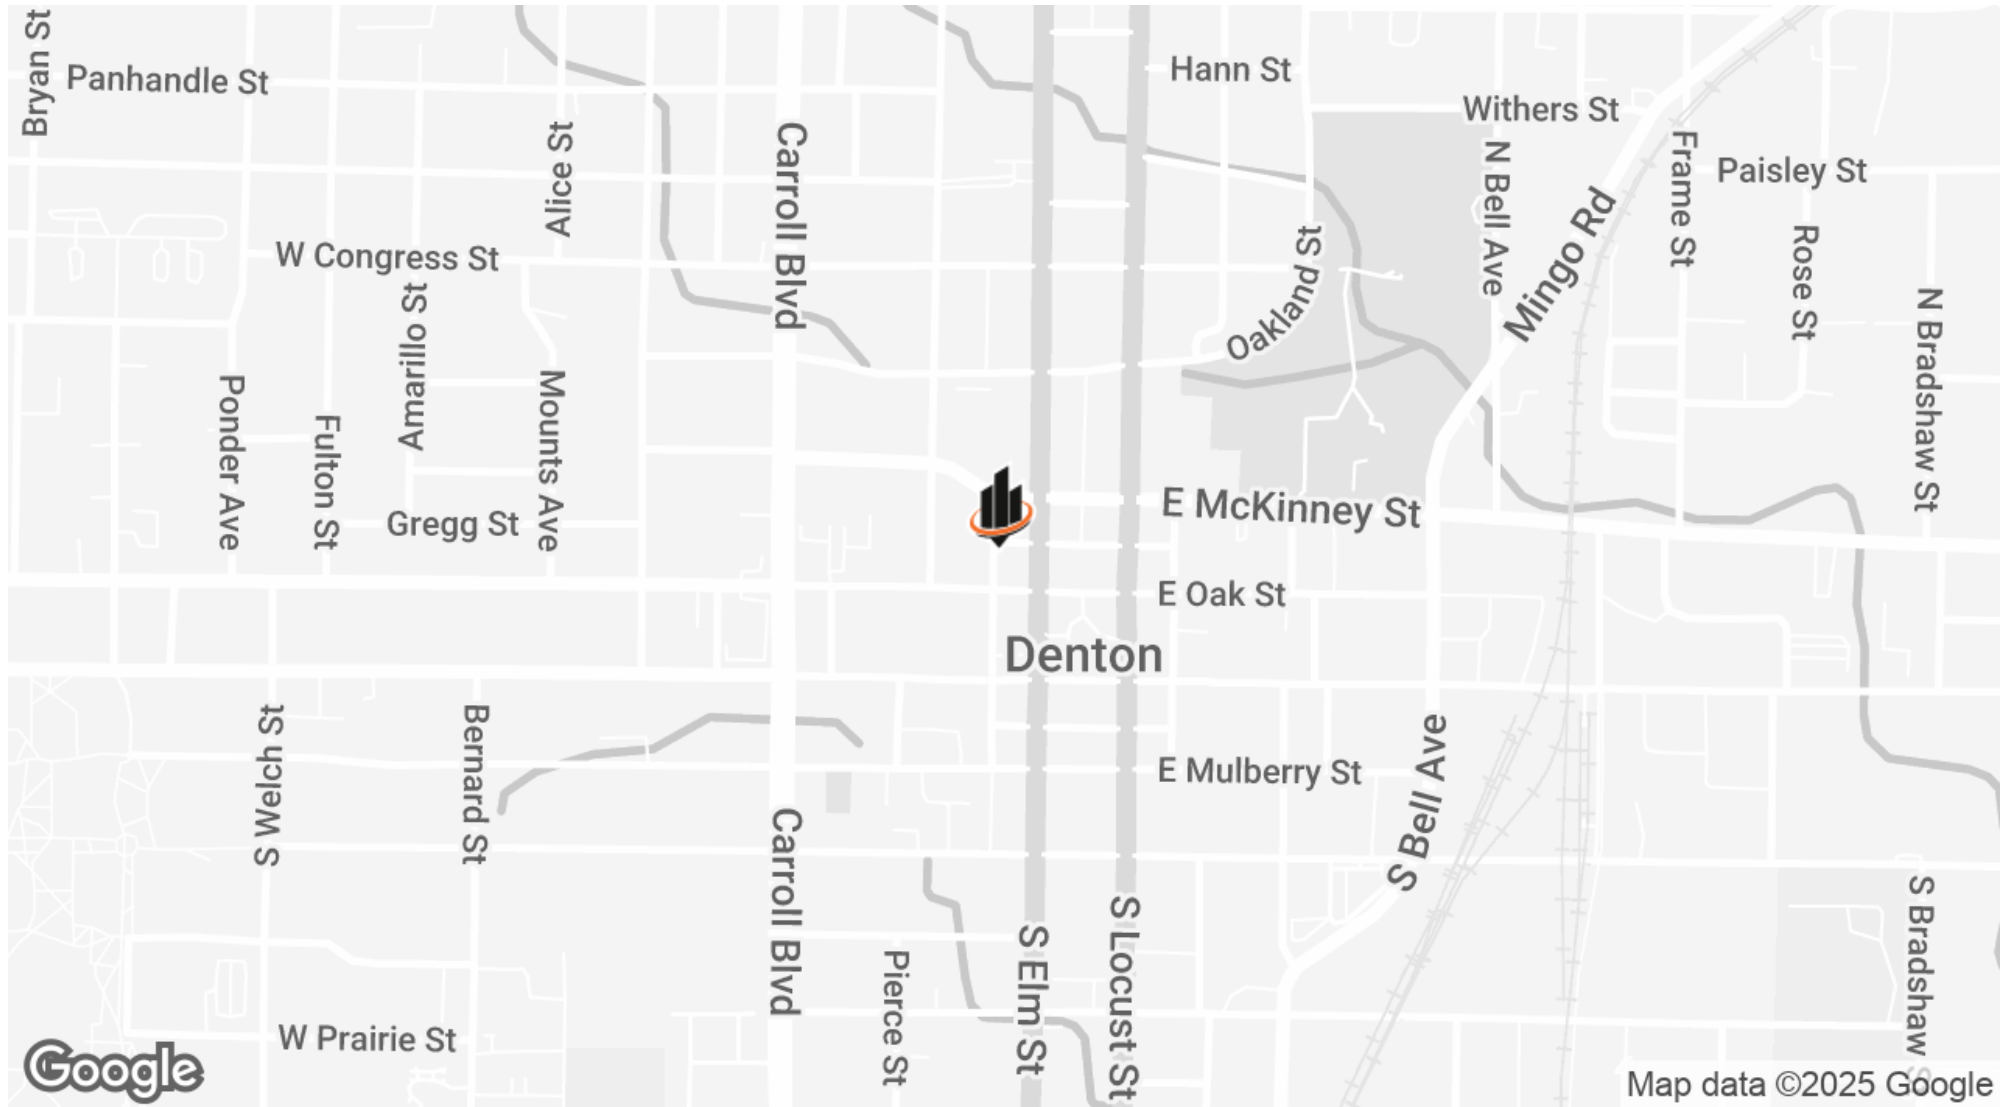 Bryan St
Panhandle St
Hann St
Withers St
Alice St
Carroll Blvd
N Bell Ave
Frame St
Paisley St
Mingo Rd
W Congress St
Oakland St
Rose St
Amarillo St
N Bradshaw St
Ponder Ave
Fulton St
Mounts Ave
Gregg St
E McKinney St
E Oak St
Denton
S Welch St
Bernard St
E Mulberry St
S Bell Ave
Carroll Blvd
S Elm St
S Locust St
Pierce St
S Bradshaw S
W Prairie St
Google
Map data ©2025 Google